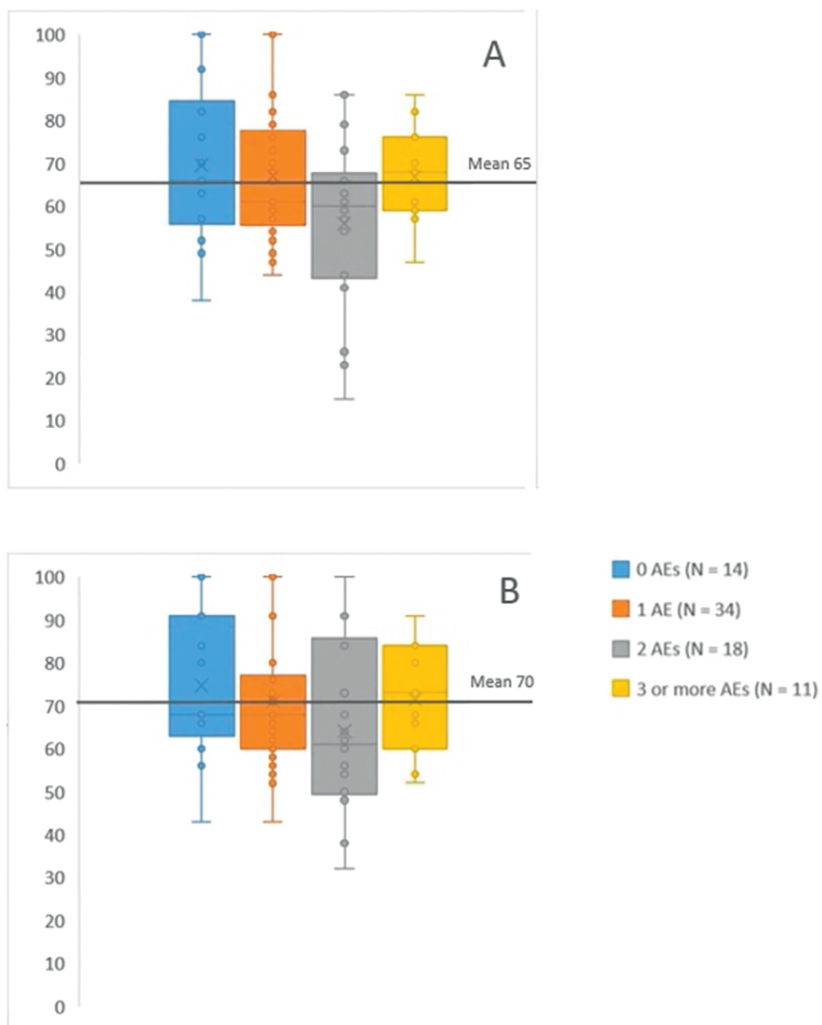 A
100
90
80
70
60
50
40
30
20
10
0
Mean 65
B
100
90
80
70
60
50
40
30
20
10
0
Mean 70
0 AEs (N = 14)
1 AE (N = 34)
2 AEs (N = 18)
3 or more AEs (N = 11)